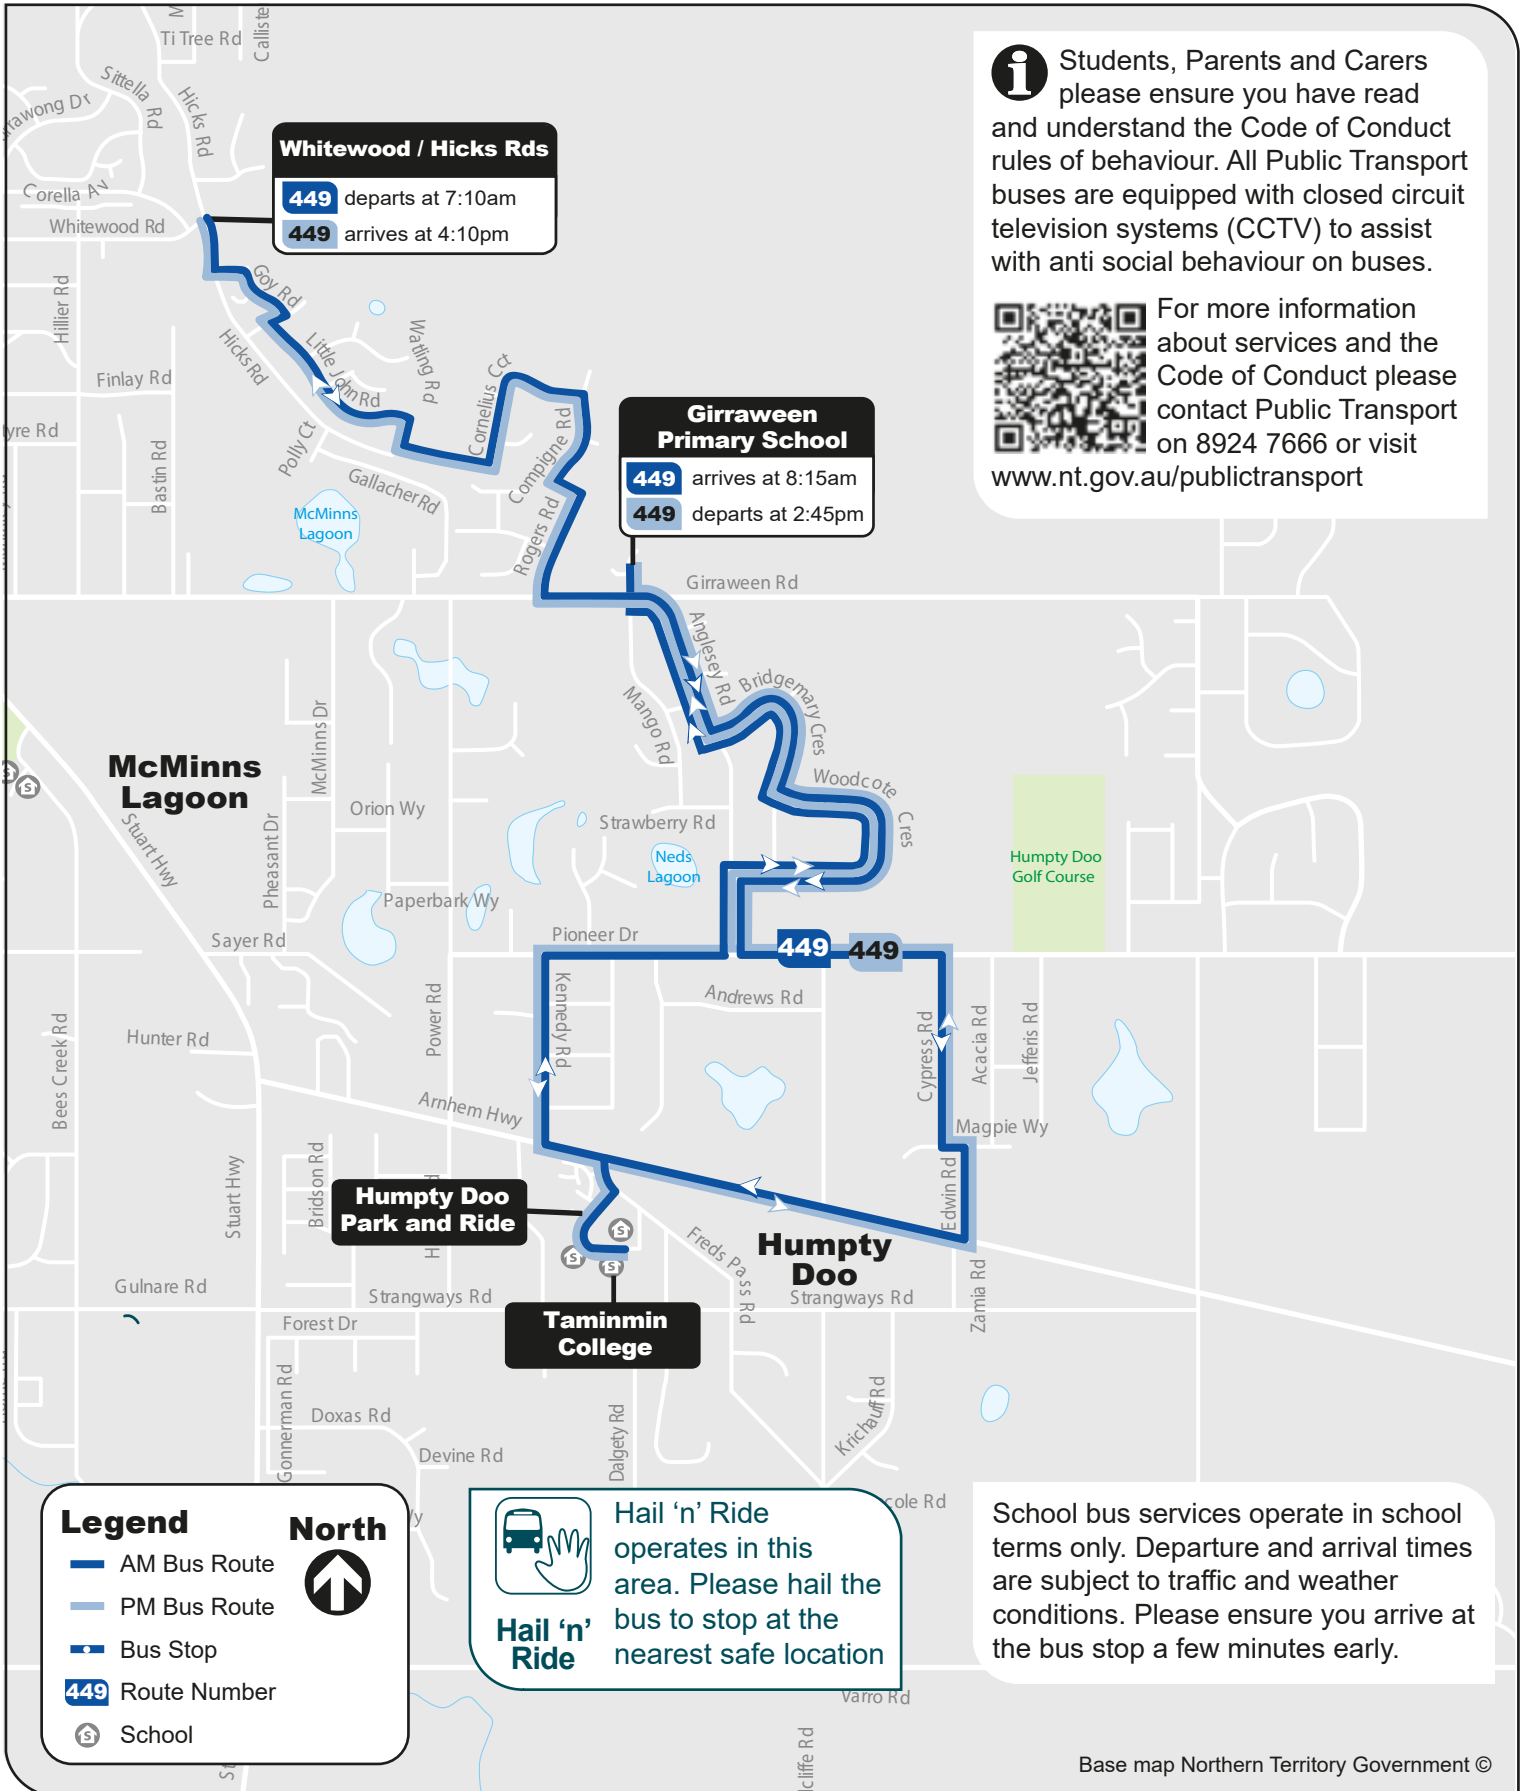 Ti Tree Rd
Calliste
Sittella Rd
Hicks Rd
Corella Av
Whitewood Rd
Whitewood / Hicks Rds
449 departs at 7:10am
449 arrives at 4:10pm
Students, Parents and Carers
please ensure you have read
and understand the Code of Conduct
rules of behaviour. All Public Transport
buses are equipped with closed circuit
television systems (CCTV) to assist
with anti social behaviour on buses.
For more information
about services and the
Code of Conduct please
contact Public Transport
on 8924 7666 or visit
www.nt.gov.au/publictransport
Hillier Rd
Goy Rd
Hicks Rd
Little John Rd
Watling Rd
Finlay Rd
Cornelius Cct
Compigne Rd
Polly Ct
Bastin Rd
Gallacher Rd
Rogers Rd
McMinns
Lagoon
Girraween
Primary School
449 arrives at 8:15am
449 departs at 2:45pm
Girraween Rd
Anglesey Rd
Bridgemary Cres
Mango Rd
Woodcote Cres
McMinns Dr
McMinns
Lagoon
Stuart Hwy
Orion Wy
Pheasant Dr
Strawberry Rd
Neds
Lagoon
Humpty Doo
Golf Course
Paperbark Wy
Sayer Rd
Pioneer Dr
449
449
Kennedy Rd
Andrews Rd
Power Rd
Hunter Rd
Bees Creek Rd
Cypress Rd
Acacia Rd
Jefferis Rd
Arnhem Hwy
Magpie Wy
Edwin Rd
Stuart Hwy
Bridson Rd
Humpty Doo
Park and Ride
Freds Pass Rd
Humpty
Doo
Zamia Rd
Gulnare Rd
Strangways Rd
Strangways Rd
Forest Dr
Taminmin
College
Gonnerman Rd
Doxas Rd
Devine Rd
Dalgety Rd
Krichauff Rd
cole Rd
Varro Rd
Legend
North
AM Bus Route
PM Bus Route
Bus Stop
449 Route Number
School
Hail ‘n’
Ride
Hail ‘n’ Ride
operates in this
area. Please hail the
bus to stop at the
nearest safe location
School bus services operate in school
terms only. Departure and arrival times
are subject to traffic and weather
conditions. Please ensure you arrive at
the bus stop a few minutes early.
Base map Northern Territory Government ©